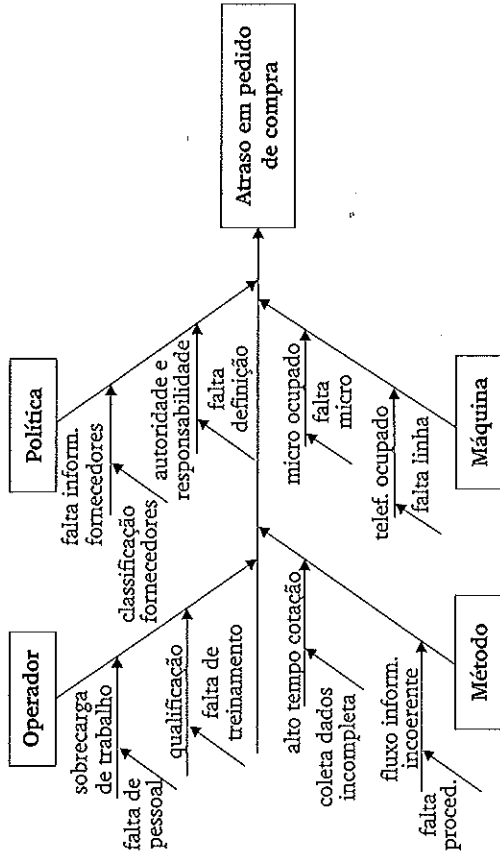 Operador
sobrecarga
de trabalho
falta de
pessoal
qualificação
falta de
treinamento
Política
falta inform.
fornecedores
classificação
fornecedores
autoridade e
responsabilidade
falta
definição
Atraso em pedido
de compra
alto tempo cotação
coleta dados
incompleta
fluxo inform.
incoerente
falta
proced.
Método
micro ocupado
falta
micro
telef. ocupado
falta linha
Máquina